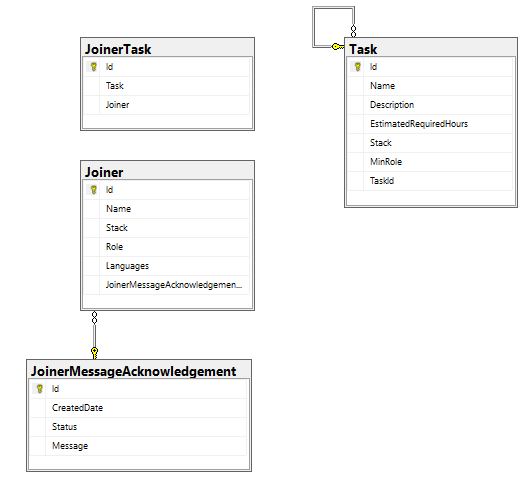 JoinerTask
Id
Task
Joiner
Task
Id
Name
Description
EstimatedRequiredHours
Stack
MinRole
TaskId
Joiner
Id
Name
Stack
Role
Languages
JoinerMessageAcknowledgemen...
JoinerMessageAcknowledgement
Id
CreatedDate
Status
Message